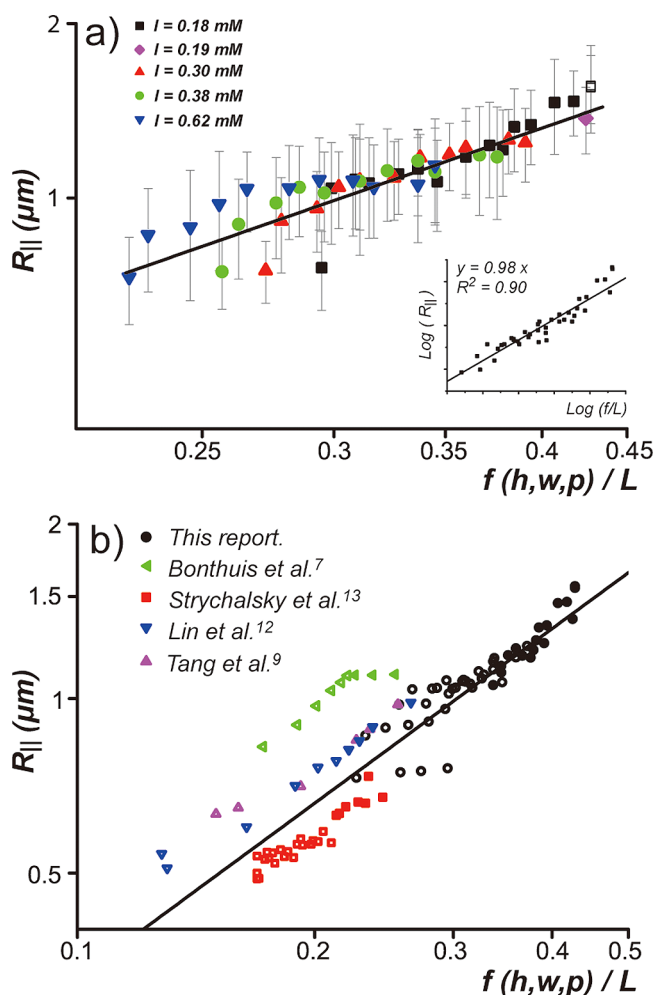 a)
I = 0.18 mM
I = 0.19 mM
I = 0.30 mM
I = 0.38 mM
I = 0.62 mM
2
1
R|| (μm)
y = 0.98 x
R² = 0.90
Log ( R||)
Log (f/L)
0.25 0.3 0.35 0.4 0.45
f (h,w,p) / L
b)
This report.
Bonthuis et al.⁷
Strychalsky et al.¹³
Lin et al.¹²
Tang et al.⁹
2
1.5
1
0.5
R|| (μm)
0.1 0.2 0.3 0.4 0.5
f (h,w,p) / L